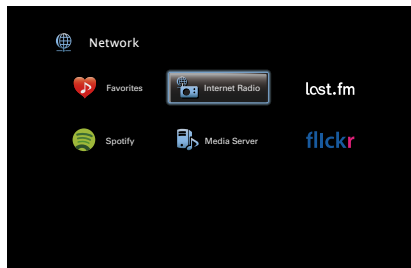 Network
Favorites
Internet Radio
last.fm
Spotify
Media Server
flickr